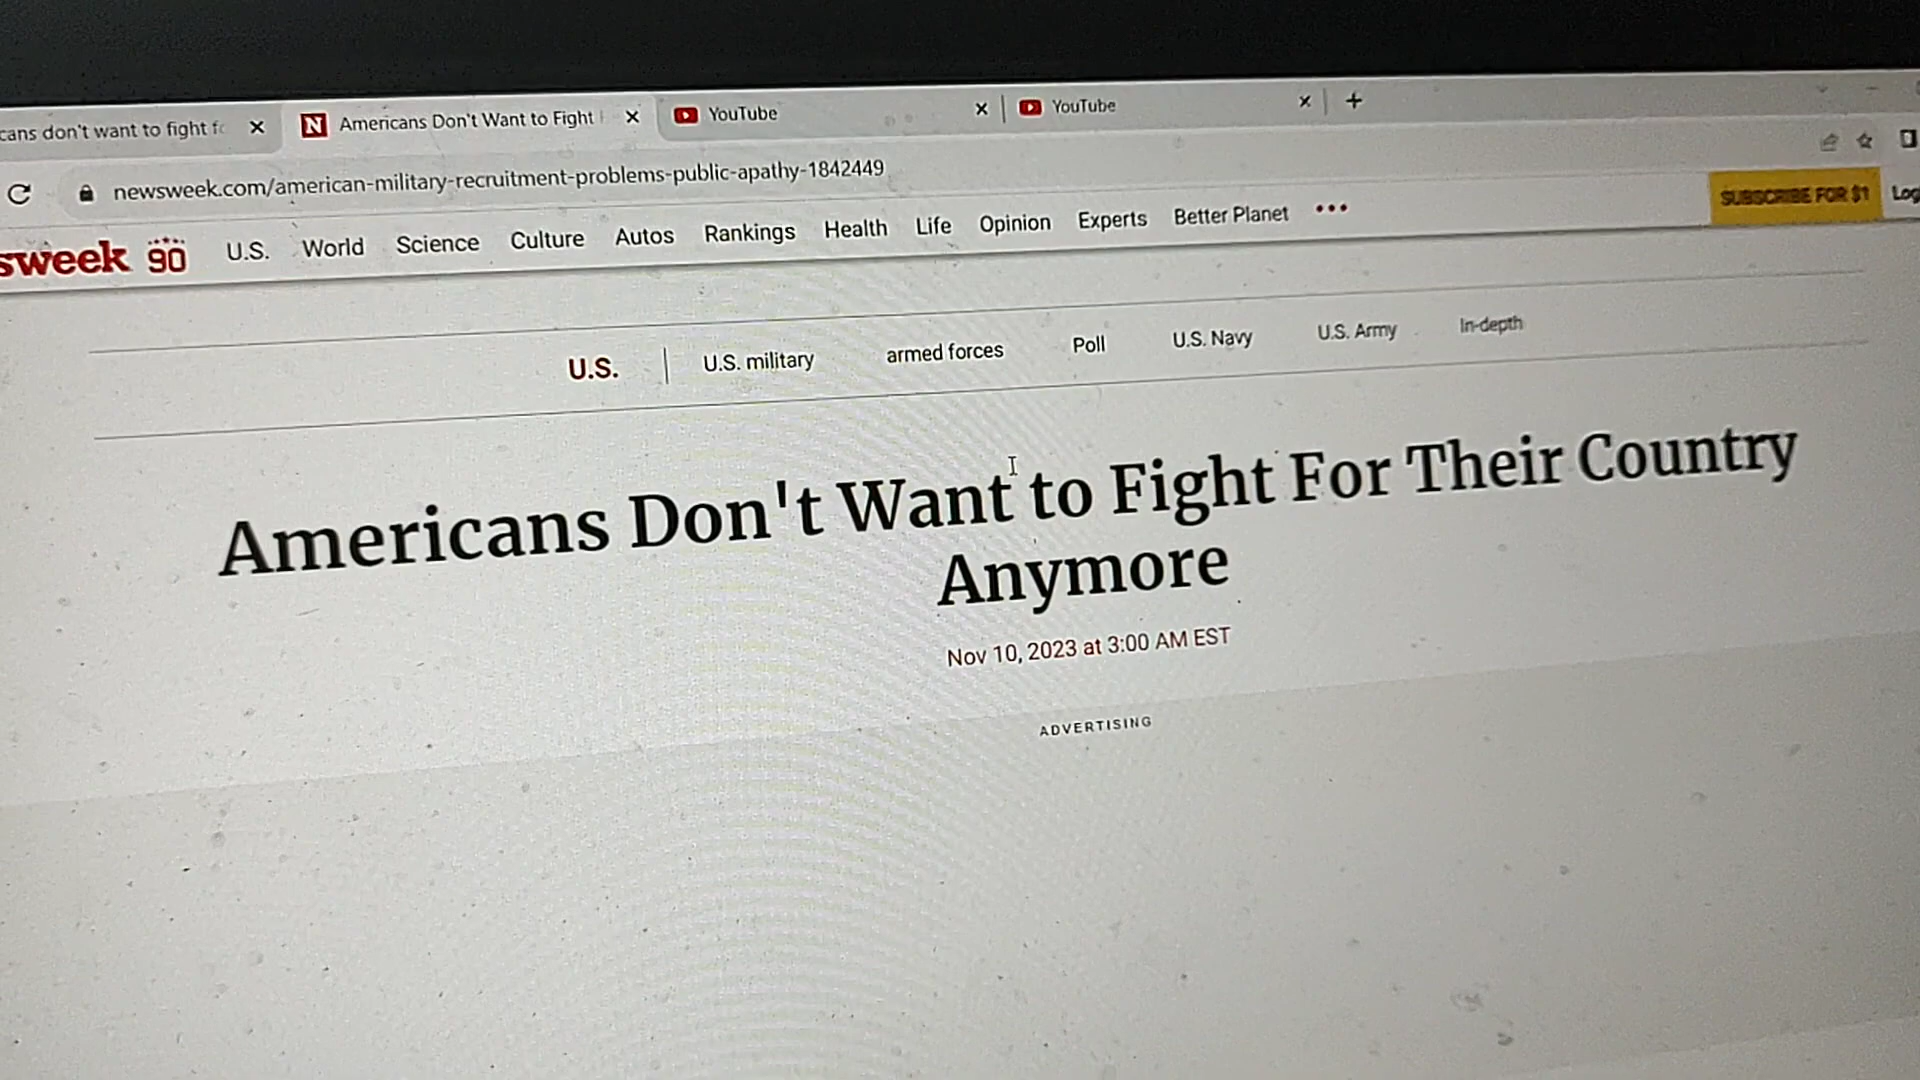 cans don't want to fight f
Americans Don't Want to Fight
YouTube
YouTube
newsweek.com/american-military-recruitment-problems-public-apathy-1842449
SUBSCRIBE FOR $1
Log
sweek 90
U.S. World Science Culture Autos Rankings Health Life Opinion Experts Better Planet
U.S. | U.S. military armed forces Poll U.S. Navy U.S. Army In-depth
Americans Don't Want to Fight For Their Country
Anymore
Nov 10, 2023 at 3:00 AM EST
ADVERTISING